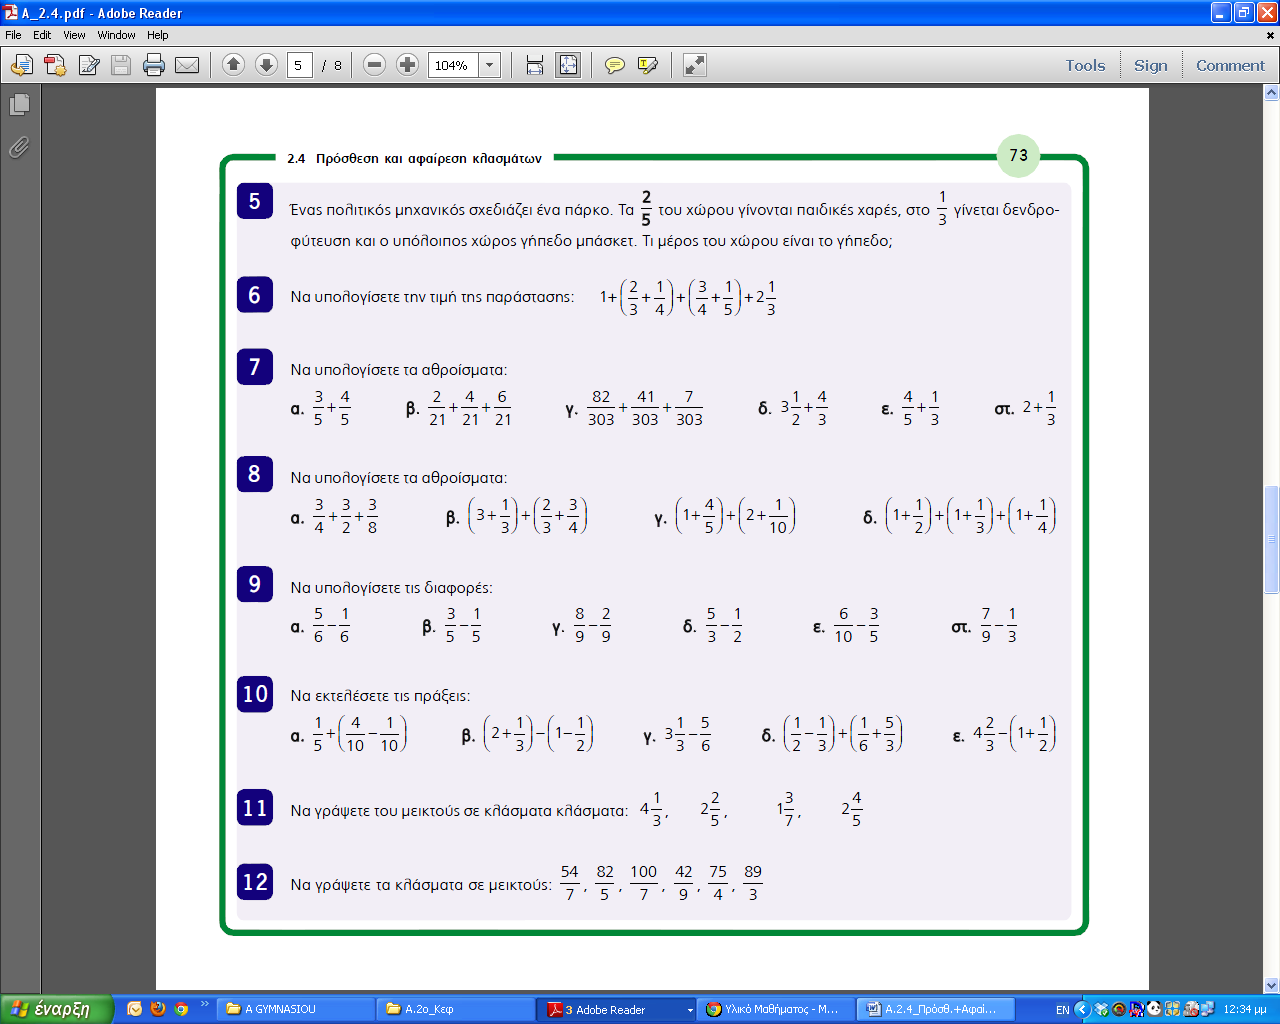 A_2.4.pdf - Adobe Reader
File Edit View Window Help
5 / 8 104% Tools Sign Comment
2.4 Πρόσθεση και αφαίρεση κλασμάτων 73
5 Ένας πολιτικός μηχανικός σχεδιάζει ένα πάρκο. Τα 2/5 του χώρου γίνονται παιδικές χαρές, στο 1/3 γίνεται δενδρο-
φύτευση και ο υπόλοιπος χώρος γήπεδο μπάσκετ. Τι μέρος του χώρου είναι το γήπεδο;
6 Να υπολογίσετε την τιμή της παράστασης: 1+(2/3+1/4)+(3/4+1/5)+2 1/3
7 Να υπολογίσετε τα αθροίσματα:
α. 3/5+4/5 β. 2/21+4/21+6/21 γ. 82/303+41/303+7/303 δ. 3 1/2+4/3 ε. 4/5+1/3 στ. 2+1/3
8 Να υπολογίσετε τα αθροίσματα:
α. 3/4+3/2+3/8 β. (3+1/3)+(2/3+3/4) γ. (1+4/5)+(2+1/10) δ. (1+1/2)+(1+1/3)+(1+1/4)
9 Να υπολογίσετε τις διαφορές:
α. 5/6−1/6 β. 3/5−1/5 γ. 8/9−2/9 δ. 5/3−1/2 ε. 6/10−3/5 στ. 7/9−1/3
10 Να εκτελέσετε τις πράξεις:
α. 1/5+(4/10−1/10) β. (2+1/3)−(1−1/2) γ. 3 1/3−5/6 δ. (1/2−1/3)+(1/6+5/3) ε. 4 2/3−(1+1/2)
11 Να γράψετε του μεικτούς σε κλάσματα κλάσματα: 4 1/3, 2 2/5, 1 3/7, 2 4/5
12 Να γράψετε τα κλάσματα σε μεικτούς: 54/7, 82/5, 100/7, 42/9, 75/4, 89/3
έναρξη A GYMNASIOU Α.2ο_Κεφ 3 Adobe Reader Υλικό Μαθήματος - M... Α.2.4_Πρόσθ.+Αφαί... EN 12:34 μμ